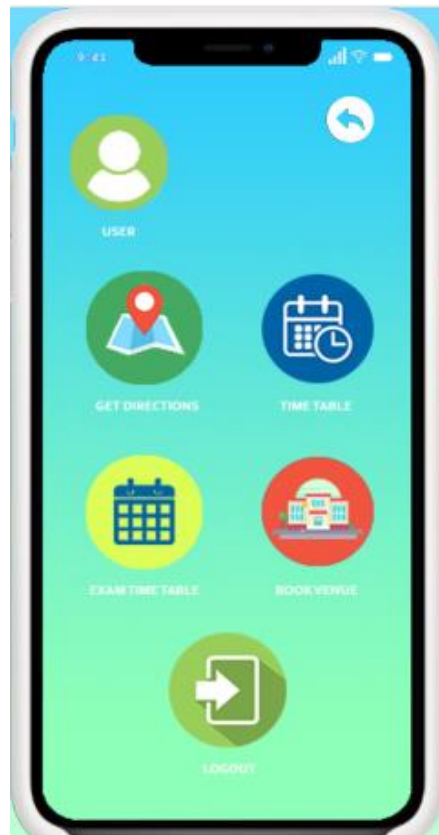 9:41
USER
GET DIRECTIONS
TIME TABLE
EXAM TIME TABLE
BOOK VENUE
LOGOUT